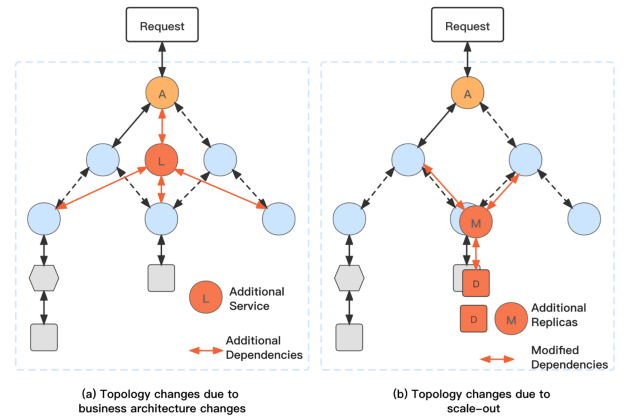 Request
A
L
L
Additional
Service
Additional
Dependencies
(a) Topology changes due to
business architecture changes
Request
A
M
D
D
M
Additional
Replicas
Modified
Dependencies
(b) Topology changes due to
scale-out